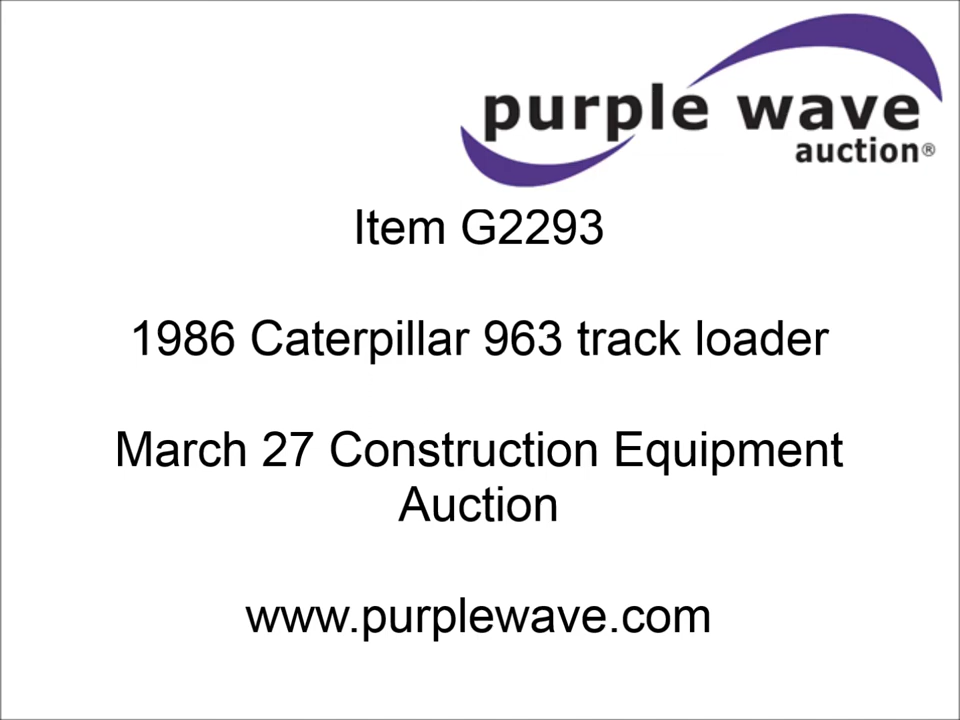 purple wave
auction®
Item G2293
1986 Caterpillar 963 track loader
March 27 Construction Equipment
Auction
www.purplewave.com